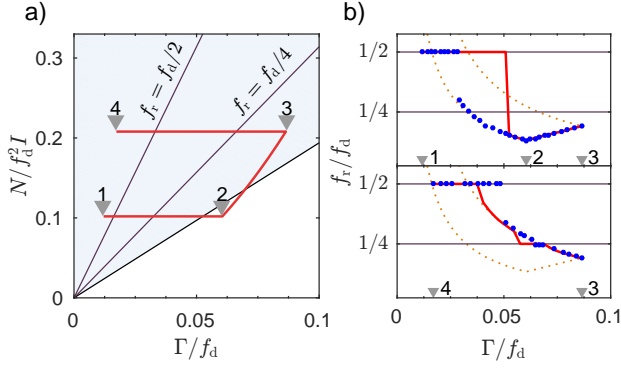 a)
N/f_d^2 I
0.3
0.2
0.1
0
0
0.05
0.1
Γ/f_d
f_r = f_d/2
f_r = f_d/4
4
3
1
2
b)
f_r/f_d
1/2
1/4
1
2
3
1/2
1/4
4
3
0
0.05
0.1
Γ/f_d